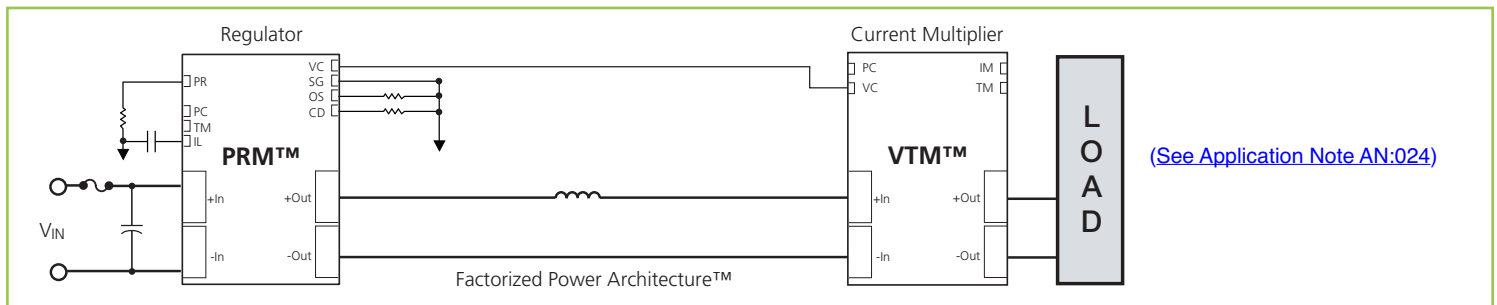 Regulator
Current Multiplier
PR
PC
TM
IL
VC
SG
OS
CD
PRM™
+In
-In
+Out
-Out
VIN
Factorized Power Architecture™
PC
VC
IM
TM
VTM™
+In
-In
+Out
-Out
LOAD
(See Application Note AN:024)